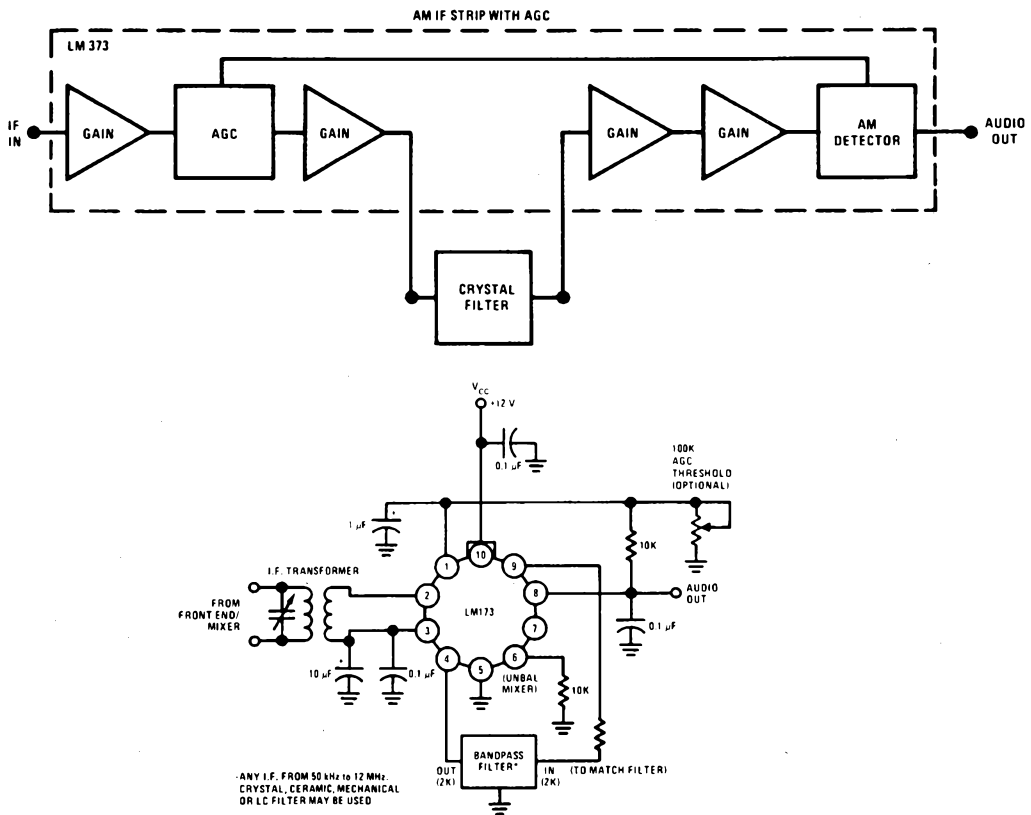 AM IF STRIP WITH AGC
LM 373
IF
IN
GAIN
AGC
GAIN
GAIN
GAIN
AM
DETECTOR
AUDIO
OUT
CRYSTAL
FILTER
VCC
+12 V
0.1 µF
100K
AGC
THRESHOLD
(OPTIONAL)
1 µF
+
10K
I.F. TRANSFORMER
FROM
FRONT END/
MIXER
1
10
9
2
8
LM173
3
7
4
5
6
AUDIO
OUT
0.1 µF
+
10 µF
0.1 µF
(UNBAL
MIXER)
10K
OUT
(2K)
BANDPASS
FILTER*
IN
(2K)
(TO MATCH FILTER)
·ANY I.F. FROM 50 kHz to 12 MHz.
CRYSTAL, CERAMIC, MECHANICAL
OR LC FILTER MAY BE USED